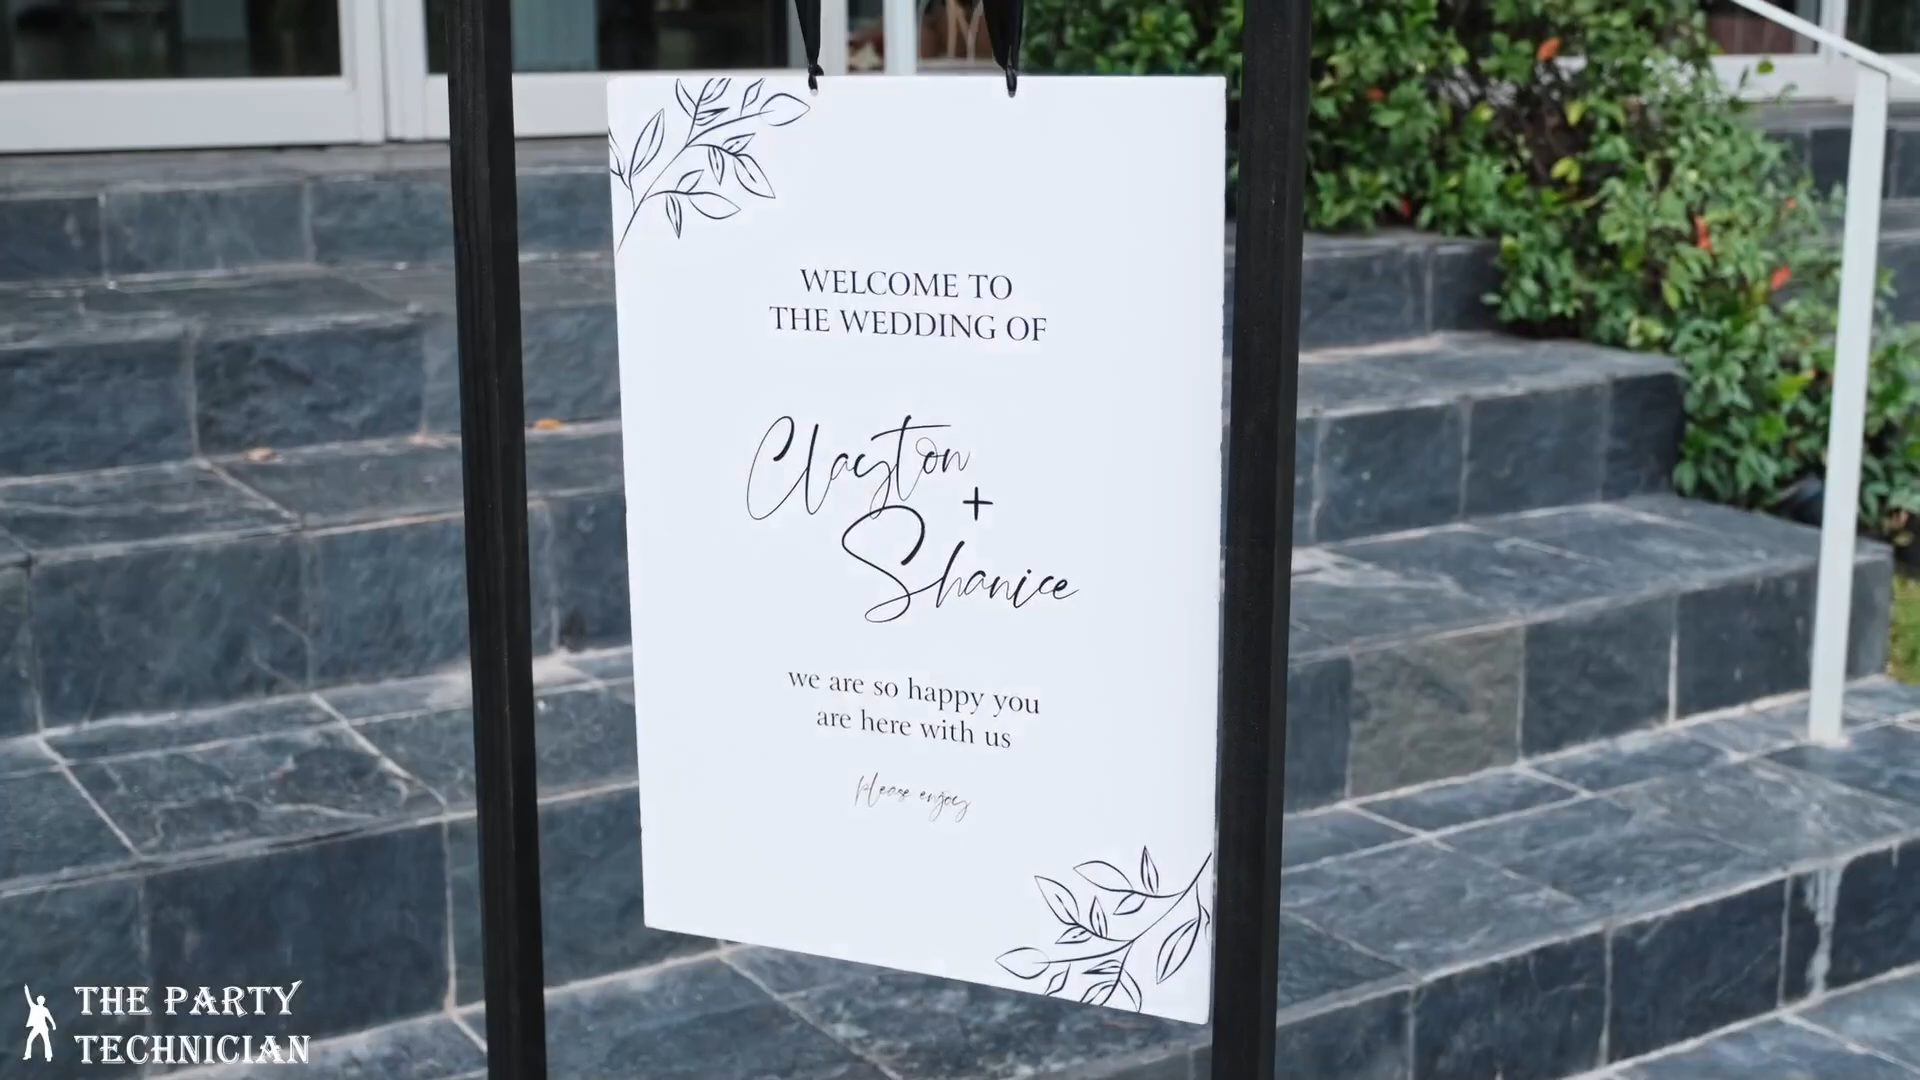 WELCOME TO
THE WEDDING OF
Clayton
+
Shanice
we are so happy you
are here with us
please enjoy
THE PARTY
TECHNICIAN